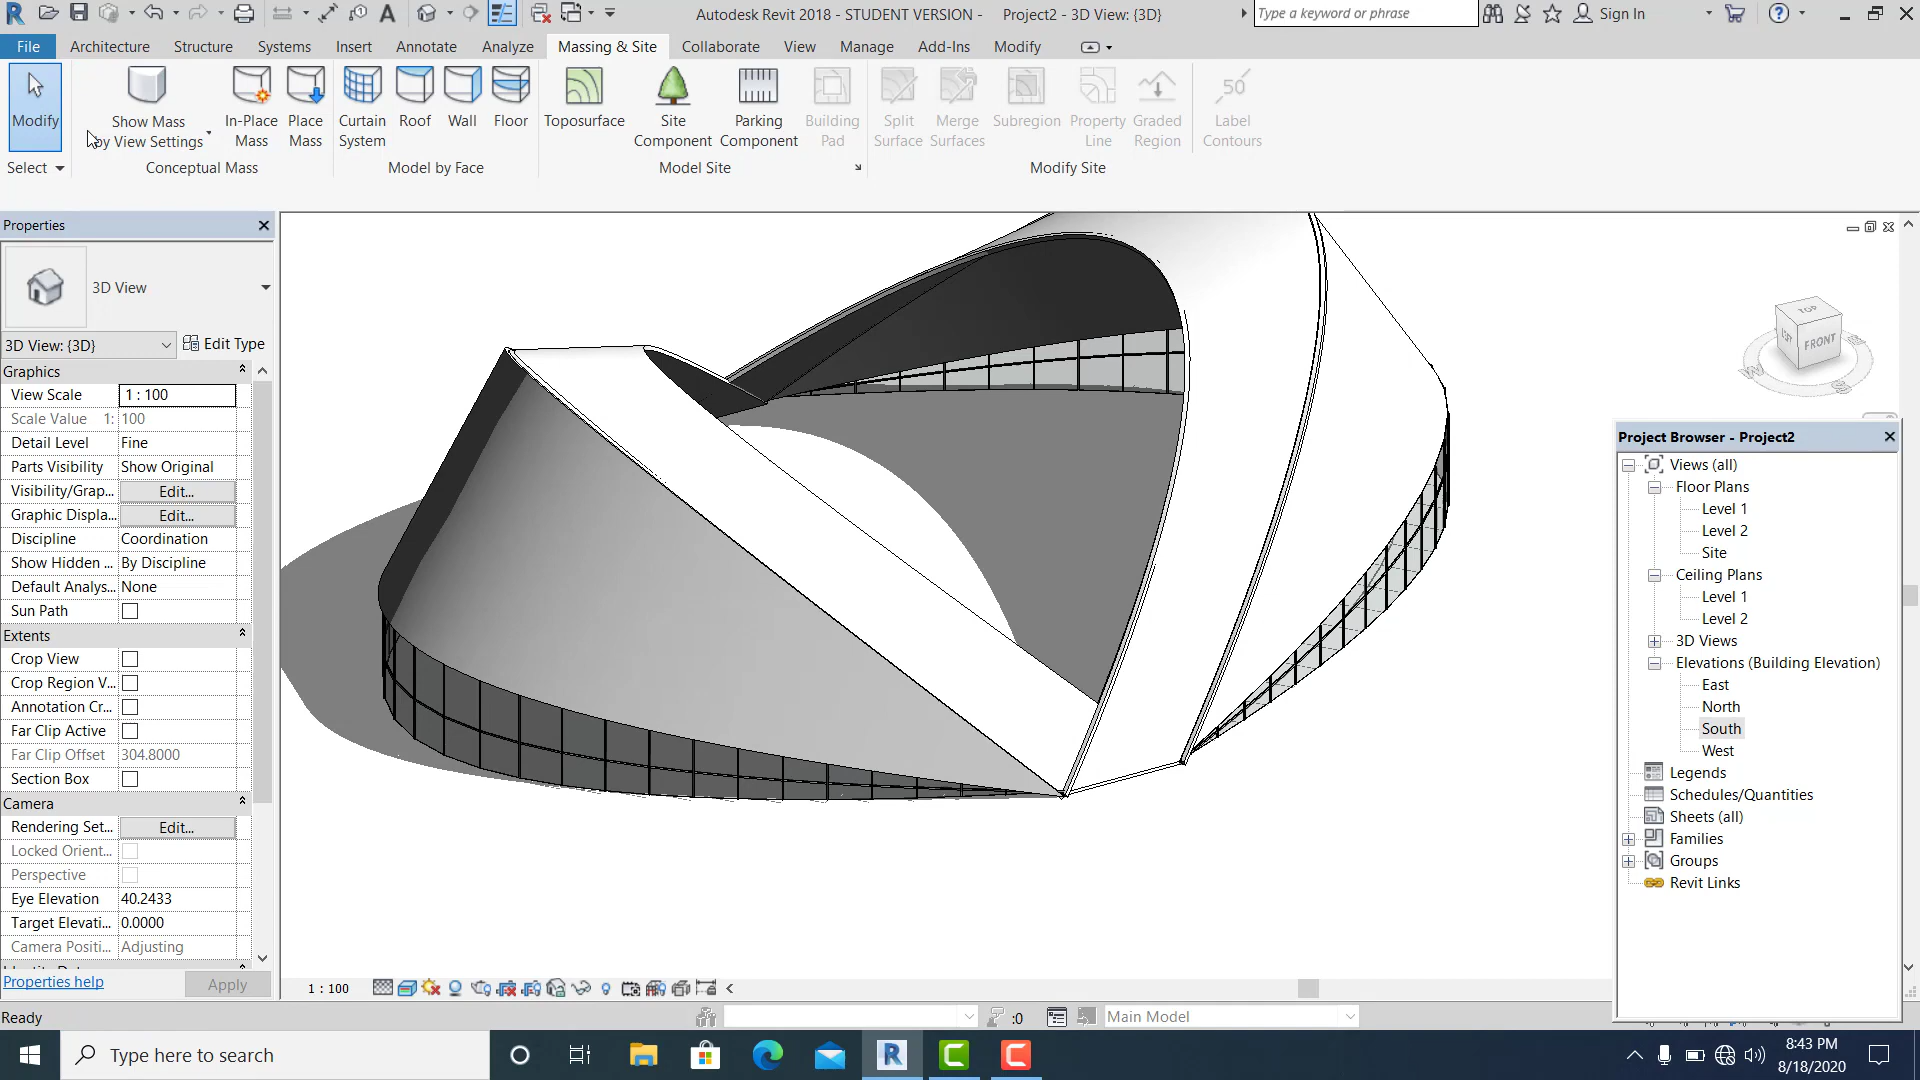 Autodesk Revit 2018 - STUDENT VERSION - Project2 - 3D View: {3D}
Type a keyword or phrase
Sign In
File Architecture Structure Systems Insert Annotate Analyze Massing & Site Collaborate View Manage Add-Ins Modify
Modify
Show Mass
by View Settings
In-Place
Mass
Place
Mass
Curtain
System
Roof
Wall
Floor
Toposurface
Site
Component
Parking
Component
Building
Pad
Split
Surface
Merge
Surfaces
Subregion
Property
Line
Graded
Region
50
Label
Contours
Select
Conceptual Mass
Model by Face
Model Site
Modify Site
Properties
3D View
3D View: {3D}
Edit Type
Graphics
View Scale 1 : 100
Scale Value 1: 100
Detail Level Fine
Parts Visibility Show Original
Visibility/Grap... Edit...
Graphic Displa... Edit...
Discipline Coordination
Show Hidden ... By Discipline
Default Analys... None
Sun Path
Extents
Crop View
Crop Region V...
Annotation Cr...
Far Clip Active
Far Clip Offset 304.8000
Section Box
Camera
Rendering Set... Edit...
Locked Orient...
Perspective
Eye Elevation 40.2433
Target Elevati... 0.0000
Camera Positi... Adjusting
Properties help
Apply
TOP
LEFT
FRONT
W
S
Project Browser - Project2
Views (all)
Floor Plans
Level 1
Level 2
Site
Ceiling Plans
Level 1
Level 2
3D Views
Elevations (Building Elevation)
East
North
South
West
Legends
Schedules/Quantities
Sheets (all)
Families
Groups
Revit Links
1 : 100
Ready
:0
Main Model
Type here to search
8:43 PM
8/18/2020